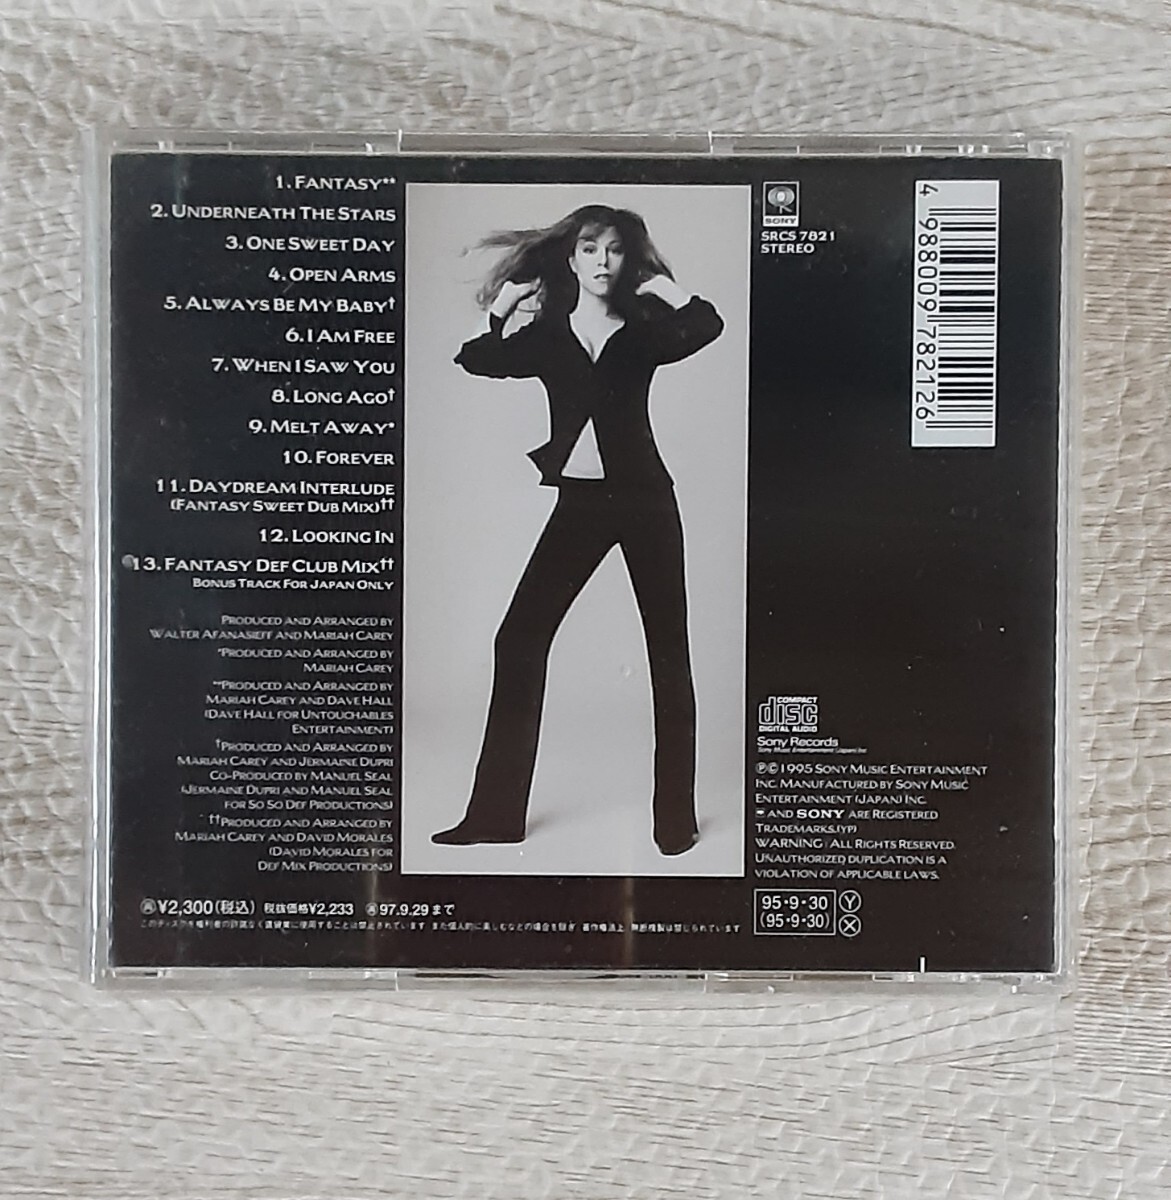 1. FANTASY**
2. UNDERNEATH THE STARS
3. ONE SWEET DAY
4. OPEN ARMS
5. ALWAYS BE MY BABY†
6. I AM FREE
7. WHEN I SAW YOU
8. LONG AGO†
9. MELT AWAY*
10. FOREVER
11. DAYDREAM INTERLUDE
(FANTASY SWEET DUB MIX)††
12. LOOKING IN
13. FANTASY DEF CLUB MIX††
BONUS TRACK FOR JAPAN ONLY
PRODUCED AND ARRANGED BY
WALTER AFANASIEFF AND MARIAH CAREY
*PRODUCED AND ARRANGED BY
MARIAH CAREY
**PRODUCED AND ARRANGED BY
MARIAH CAREY AND DAVE HALL
(DAVE HALL FOR UNTOUCHABLES
ENTERTAINMENT)
†PRODUCED AND ARRANGED BY
MARIAH CAREY AND JERMAINE DUPRI
CO-PRODUCED BY MANUEL SEAL
(JERMAINE DUPRI AND MANUEL SEAL
FOR SO SO DEF PRODUCTIONS)
††PRODUCED AND ARRANGED BY
MARIAH CAREY AND DAVID MORALES
(DAVID MORALES FOR
DEF MIX PRODUCTIONS)
SONY
SRCS 7821
STEREO
4 988009 782126
COMPACT
disc
DIGITAL AUDIO
Sony Records
Sony Music Entertainment (Japan) Inc.
Ⓟ© 1995 SONY MUSIC ENTERTAINMENT
INC. MANUFACTURED BY SONY MUSIC
ENTERTAINMENT (JAPAN) INC.
AND SONY ARE REGISTERED
TRADEMARKS.(YP)
WARNING: ALL RIGHTS RESERVED.
UNAUTHORIZED DUPLICATION IS A
VIOLATION OF APPLICABLE LAWS.
¥2,300(税込) 税抜価格¥2,233 97.9.29まで
95・9・30 Y
(95・9・30) X